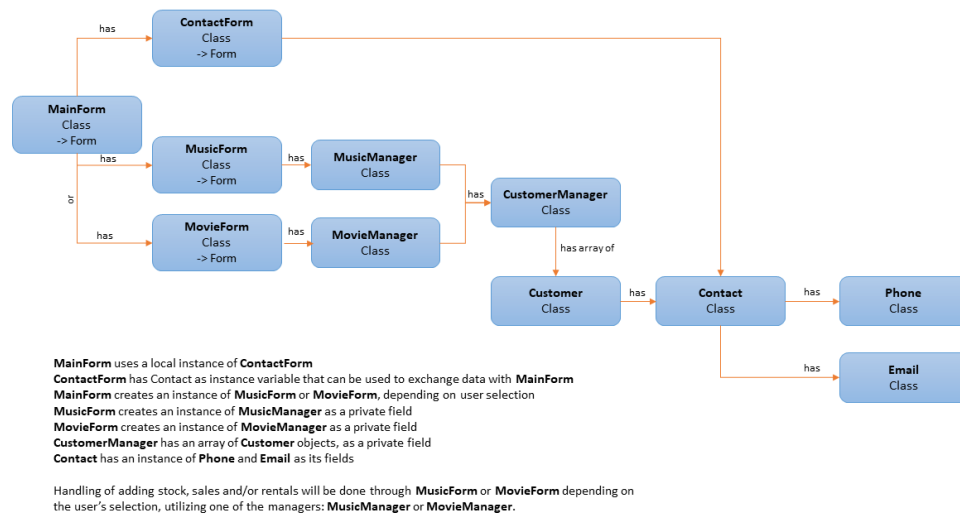 has
ContactForm
Class
-> Form
MainForm
Class
-> Form
has
or
has
MusicForm
Class
-> Form
has
MusicManager
Class
MovieForm
Class
-> Form
has
MovieManager
Class
has
CustomerManager
Class
has array of
Customer
Class
has
Contact
Class
has
Phone
Class
has
Email
Class
MainForm uses a local instance of ContactForm
ContactForm has Contact as instance variable that can be used to exchange data with MainForm
MainForm creates an instance of MusicForm or MovieForm, depending on user selection
MusicForm creates an instance of MusicManager as a private field
MovieForm creates an instance of MovieManager as a private field
CustomerManager has an array of Customer objects, as a private field
Contact has an instance of Phone and Email as its fields
Handling of adding stock, sales and/or rentals will be done through MusicForm or MovieForm depending on
the user's selection, utilizing one of the managers: MusicManager or MovieManager.